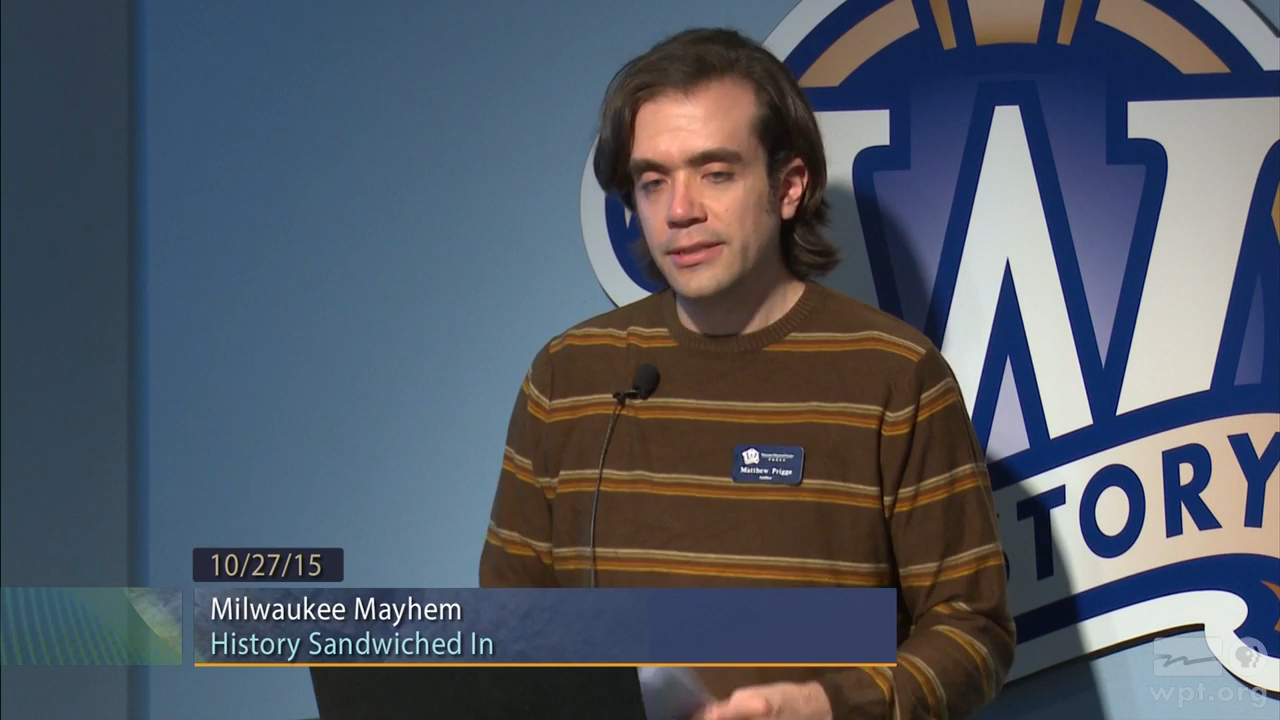 W
STORY
Matthew Prigge
10/27/15
Milwaukee Mayhem
History Sandwiched In
wpt.org